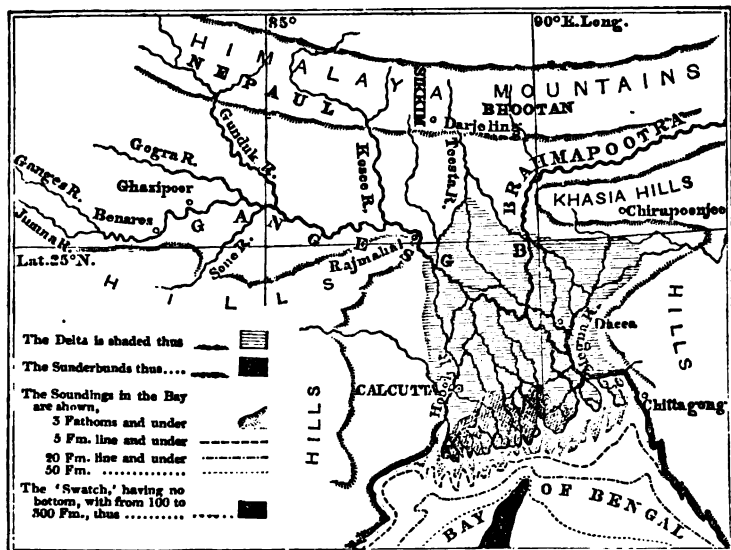 85°
90° E. Long.
HIMALAYA MOUNTAINS
NEPAUL
SIKKIM
BHOOTAN
Darjeling
Gunduk R.
Kosee R.
Teesta R.
BRAHMAPOOTRA
Gogra R.
Ganges R.
Ghazipoor
KHASIA HILLS
Chirapoonjee
Jumna R.
Benares
GANGES
Sone R.
Rajmahal
G
B
Lat. 25° N.
HILLS
HILLS
The Delta is shaded thus
Dacca
Megna R.
The Sunderbunds thus....
HILLS
CALCUTTA
Hoogly R.
Chittagong
The Soundings in the Bay
are shown,
3 Fathoms and under
5 Fm. line and under
20 Fm. line and under
50 Fm. ............
The 'Swatch,' having no
bottom, with from 100 to
300 Fm., thus
BAY OF BENGAL